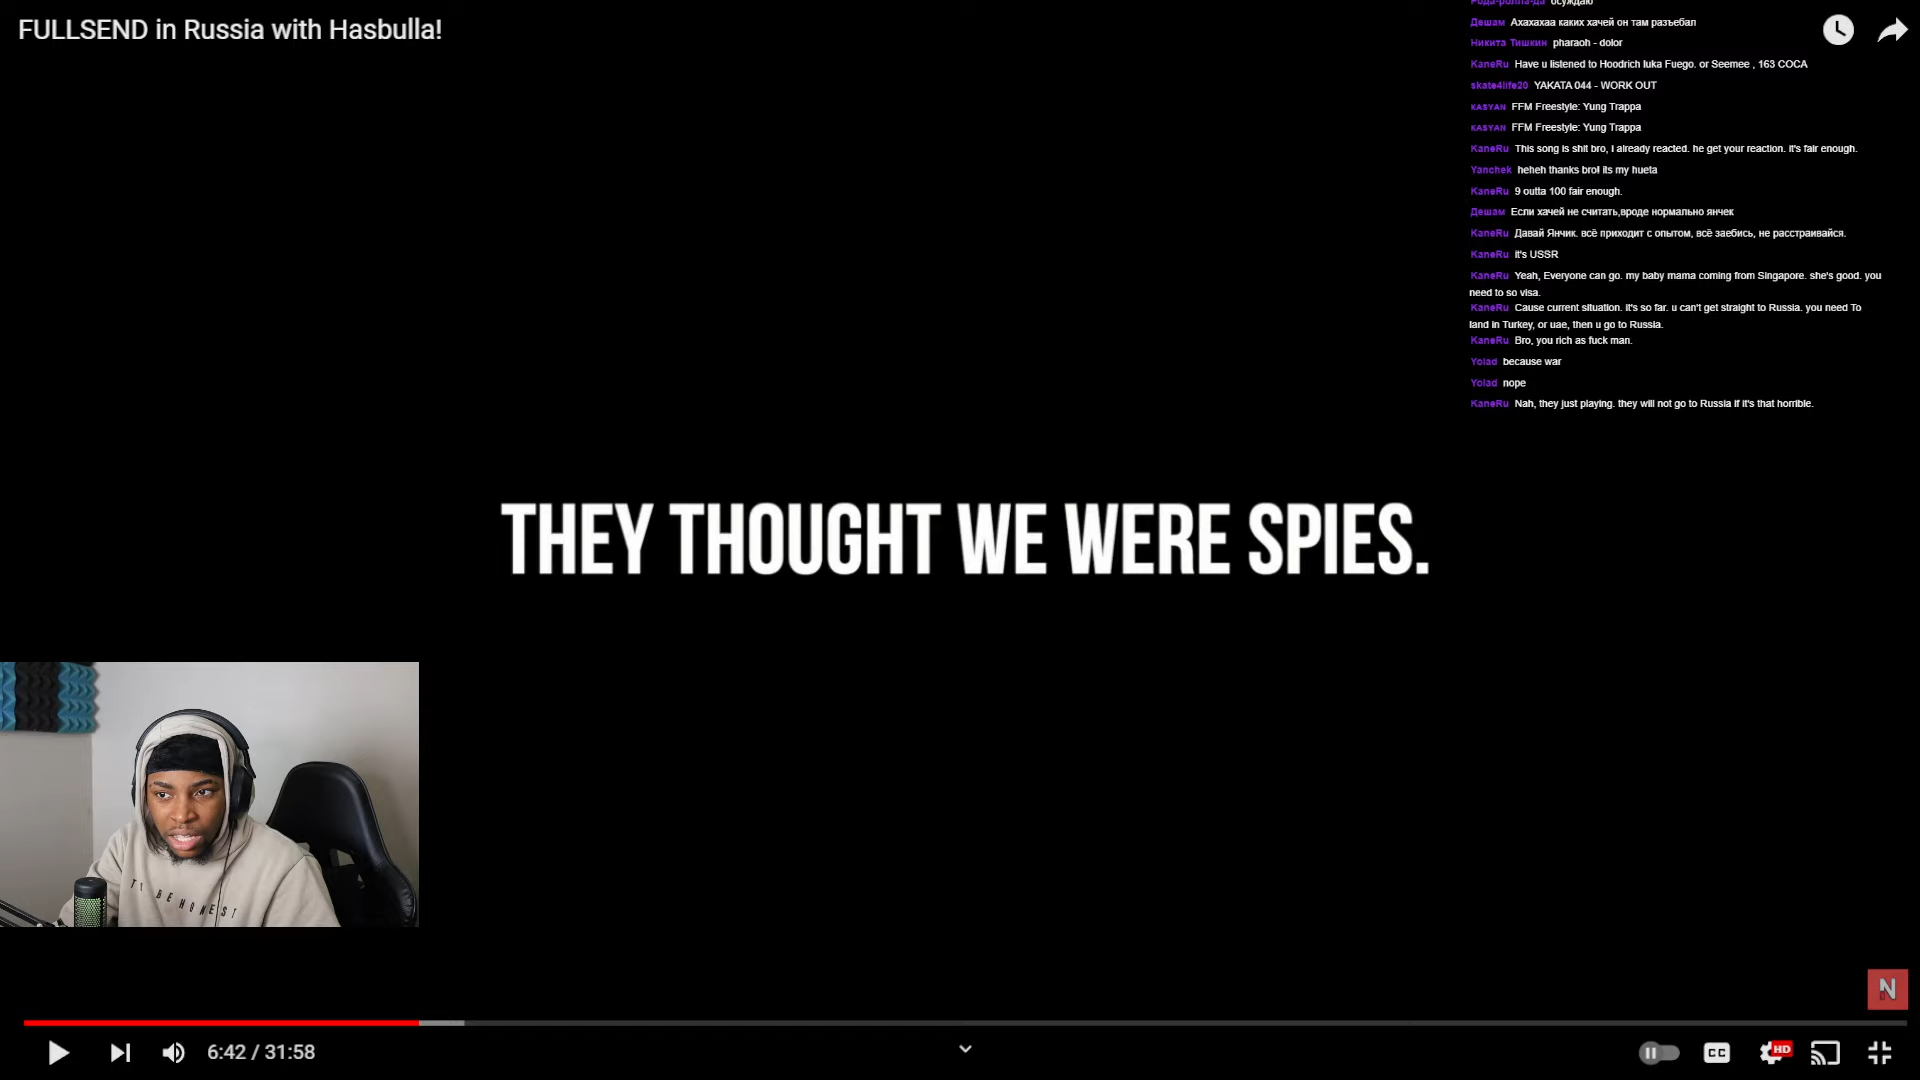 FULLSEND in Russia with Hasbulla!
осуждаю
Дешам Ахахахаа каких хачей он там разъебал
Никита Тишкин pharaoh - dolor
KaneRu Have u listened to Hoodrich luka Fuego. or Seemee , 163 COCA
skate4life20 YAKATA 044 - WORK OUT
KASYAN FFM Freestyle: Yung Trappa
KASYAN FFM Freestyle: Yung Trappa
KaneRu This song is shit bro, I already reacted. he get your reaction. it's fair enough.
Yanchek heheh thanks bro! its my hueta
KaneRu 9 outta 100 fair enough.
Дешам Если хачей не считать,вроде нормально янчек
KaneRu Давай Янчик. всё приходит с опытом, всё заебись, не расстраивайся.
KaneRu it's USSR
KaneRu Yeah, Everyone can go. my baby mama coming from Singapore. she's good. you
need to so visa.
KaneRu Cause current situation. it's so far. u can't get straight to Russia. you need To
land in Turkey, or uae, then u go to Russia.
KaneRu Bro, you rich as fuck man.
Yolad because war
Yolad nope
KaneRu Nah, they just playing. they will not go to Russia if it's that horrible.
THEY THOUGHT WE WERE SPIES.
BE HONEST
N
6:42 / 31:58
CC
HD